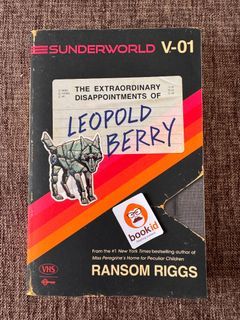 SUNDERWORLD V-01
THE EXTRAORDINARY
DISAPPOINTMENTS OF
LEOPOLD
BERRY
bookid
From the #1 New York Times bestselling author of
Miss Peregrine's Home for Peculiar Children
VHS
RANSOM RIGGS